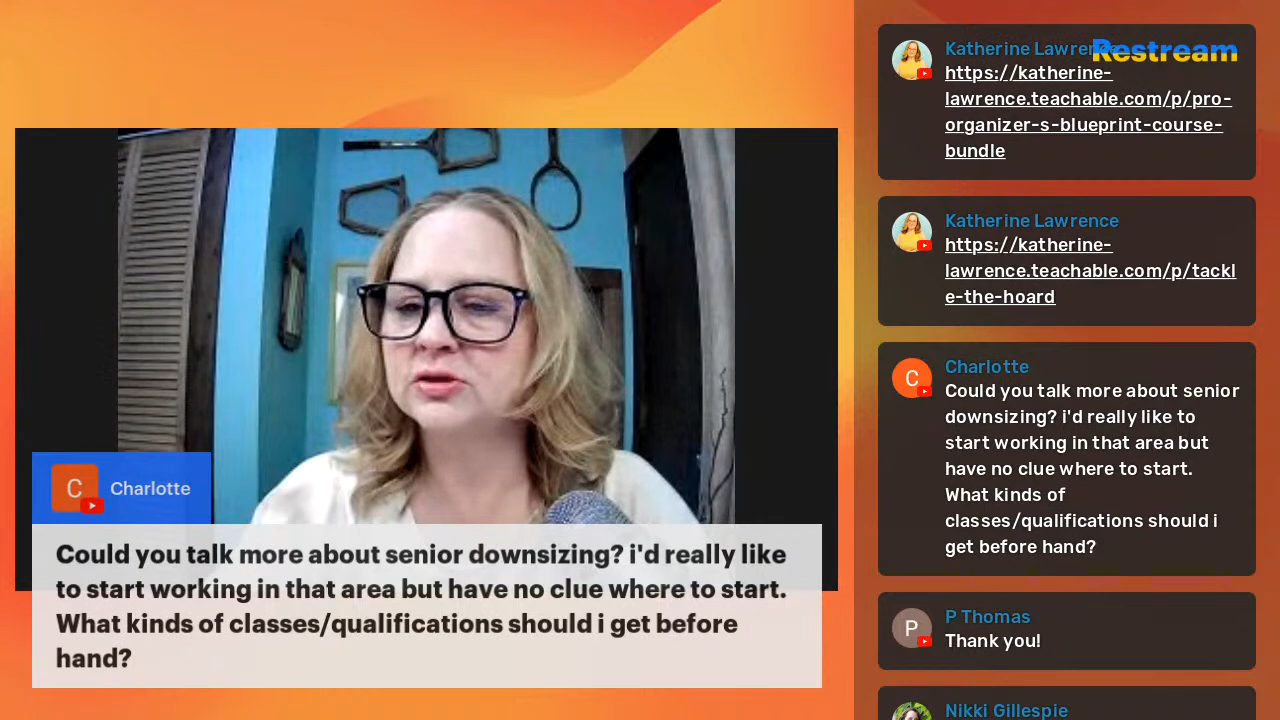 C
Charlotte
Could you talk more about senior downsizing? i'd really like
to start working in that area but have no clue where to start.
What kinds of classes/qualifications should i get before
hand?
Restream
Katherine Lawrence
https://katherine-
lawrence.teachable.com/p/pro-
organizer-s-blueprint-course-
bundle
Katherine Lawrence
https://katherine-
lawrence.teachable.com/p/tackl
e-the-hoard
C
Charlotte
Could you talk more about senior
downsizing? i'd really like to
start working in that area but
have no clue where to start.
What kinds of
classes/qualifications should i
get before hand?
P
P Thomas
Thank you!
Nikki Gillespie